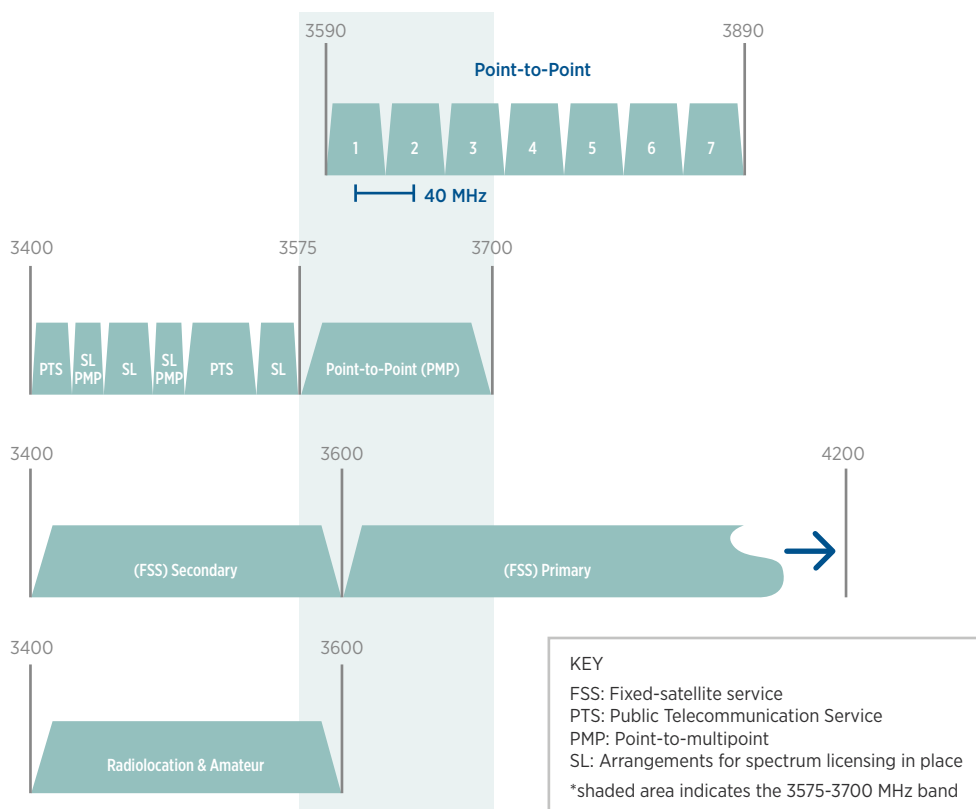 3590 3890
Point-to-Point
1 2 3 4 5 6 7
40 MHz
3400 3575 3700
PTS SL PMP SL SL PMP PTS SL Point-to-Point (PMP)
3400 3600 4200
(FSS) Secondary (FSS) Primary
3400 3600
Radiolocation & Amateur
KEY
FSS: Fixed-satellite service
PTS: Public Telecommunication Service
PMP: Point-to-multipoint
SL: Arrangements for spectrum licensing in place
*shaded area indicates the 3575-3700 MHz band